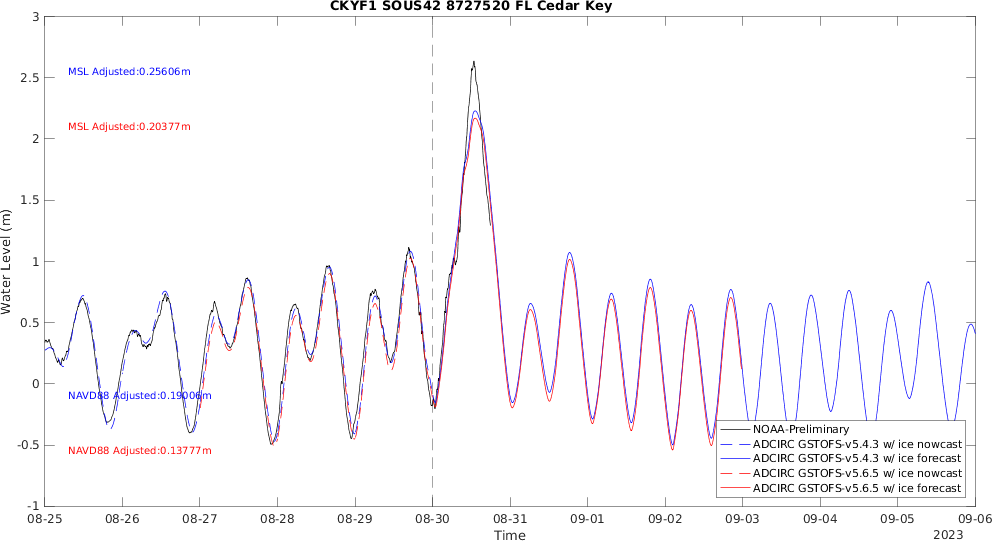 CKYF1 SOUS42 8727520 FL Cedar Key
3
2.5
2
1.5
1
0.5
0
-0.5
-1
Water Level (m)
MSL Adjusted:0.25606m
MSL Adjusted:0.20377m
NAVD88 Adjusted:0.19006m
NAVD88 Adjusted:0.13777m
NOAA-Preliminary
ADCIRC GSTOFS-v5.4.3 w/ ice nowcast
ADCIRC GSTOFS-v5.4.3 w/ ice forecast
ADCIRC GSTOFS-v5.6.5 w/ ice nowcast
ADCIRC GSTOFS-v5.6.5 w/ ice forecast
08-25 08-26 08-27 08-28 08-29 08-30 08-31 09-01 09-02 09-03 09-04 09-05 09-06
Time
2023